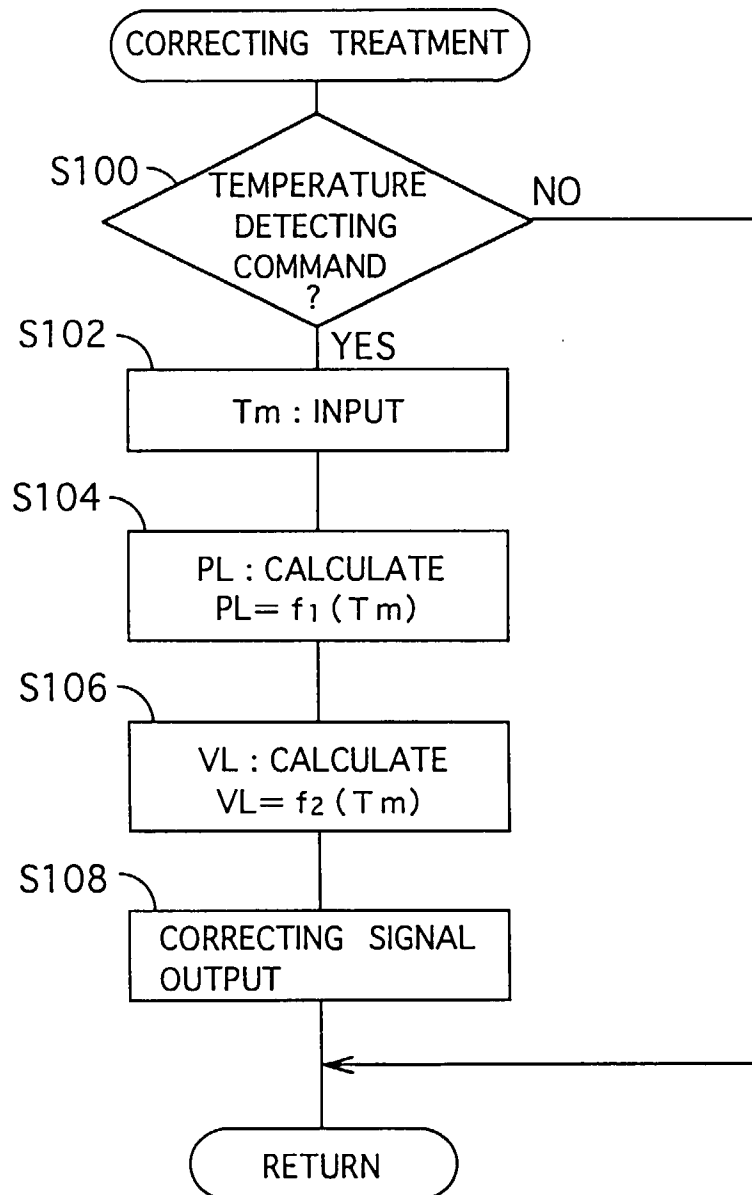 CORRECTING TREATMENT
S100
TEMPERATURE
DETECTING
COMMAND
?
NO
YES
S102
Tm : INPUT
S104
PL : CALCULATE
PL= f1 (Tm)
S106
VL : CALCULATE
VL= f2 (Tm)
S108
CORRECTING SIGNAL
OUTPUT
RETURN